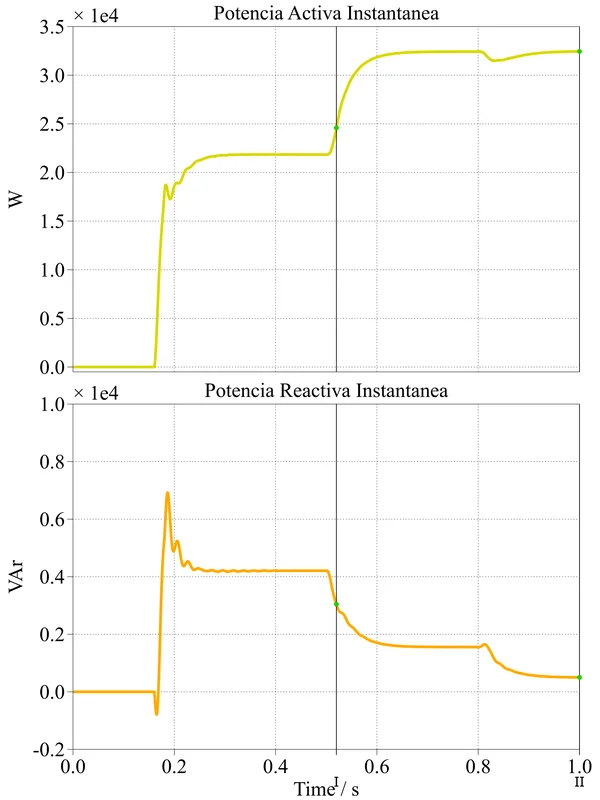 × 1e4 Potencia Activa Instantanea
3.5
3.0
2.5
2.0
1.5
1.0
0.5
0.0
W
× 1e4 Potencia Reactiva Instantanea
1.0
0.8
0.6
0.4
0.2
0.0
-0.2
VAr
0.0 0.2 0.4 0.6 0.8 1.0
I II
Time / s